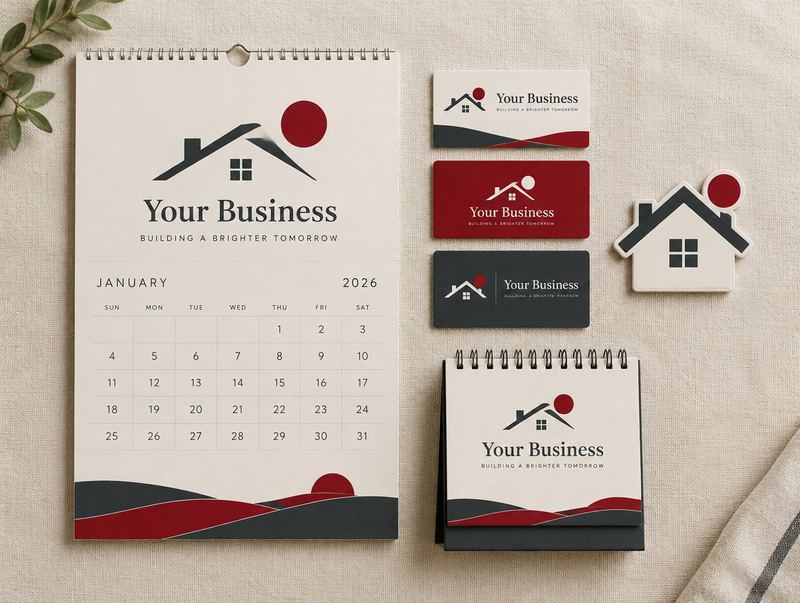 Your Business
BUILDING A BRIGHTER TOMORROW
JANUARY 2026
SUN MON TUE WED THU FRI SAT
1 2 3
4 5 6 7 8 9 10
11 12 13 14 15 16 17
18 19 20 21 22 23 24
25 26 27 28 29 30 31
Your Business
BUILDING A BRIGHTER TOMORROW
Your Business
BUILDING A BRIGHTER TOMORROW
Your Business
A BRIGHTER
Your Business
BUILDING A BRIGHTER TOMORROW